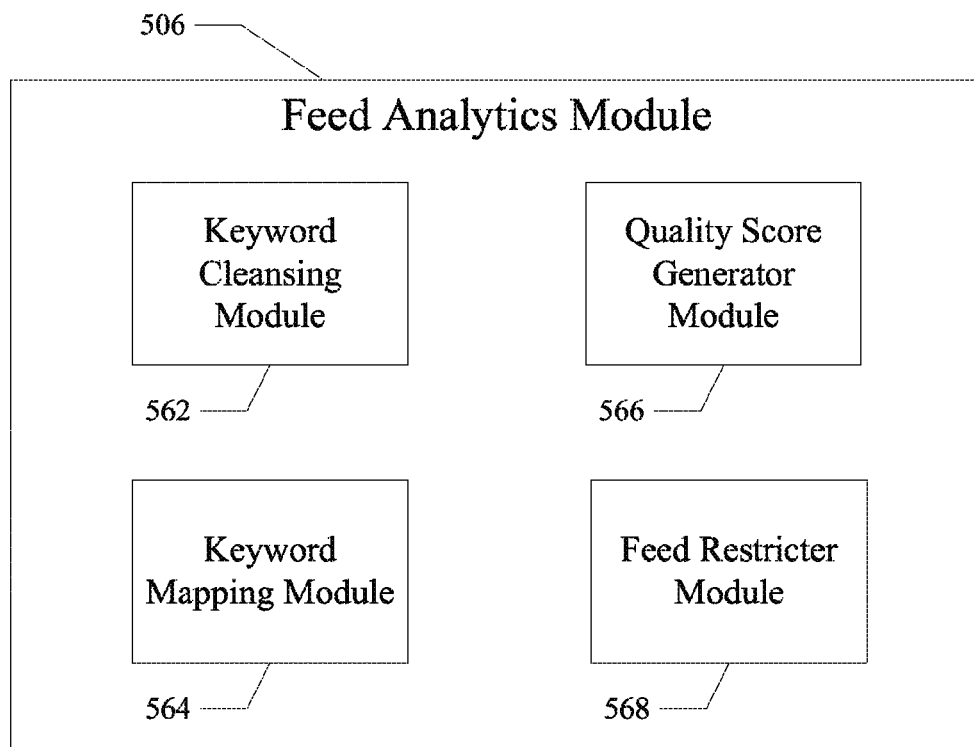 506
Feed Analytics Module
Keyword
Cleansing
Module
562
Quality Score
Generator
Module
566
Keyword
Mapping Module
564
Feed Restricter
Module
568